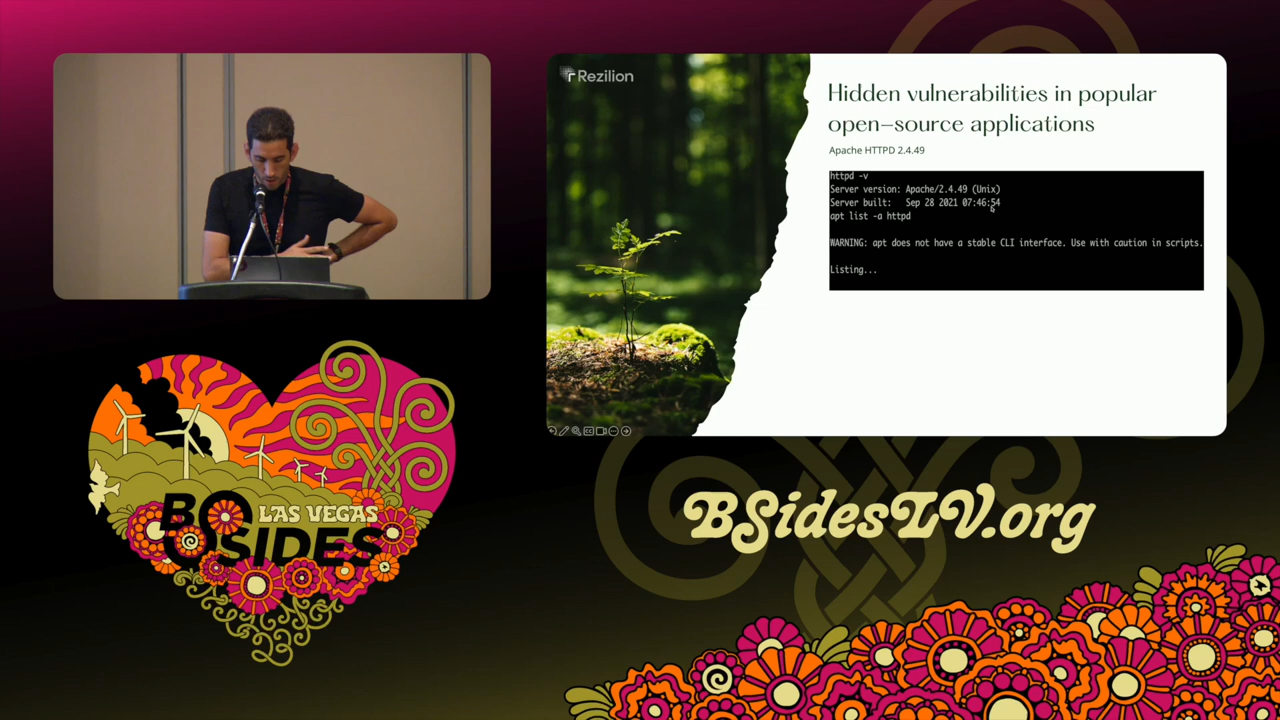 Rezilion
Hidden vulnerabilities in popular
open-source applications
Apache HTTPD 2.4.49
httpd -v
Server version: Apache/2.4.49 (Unix)
Server built:   Sep 28 2021 07:46:54
apt list -a httpd
WARNING: apt does not have a stable CLI interface. Use with caution in scripts.
Listing...
BO
LAS VEGAS
SIDES
23
BSidesLV.org